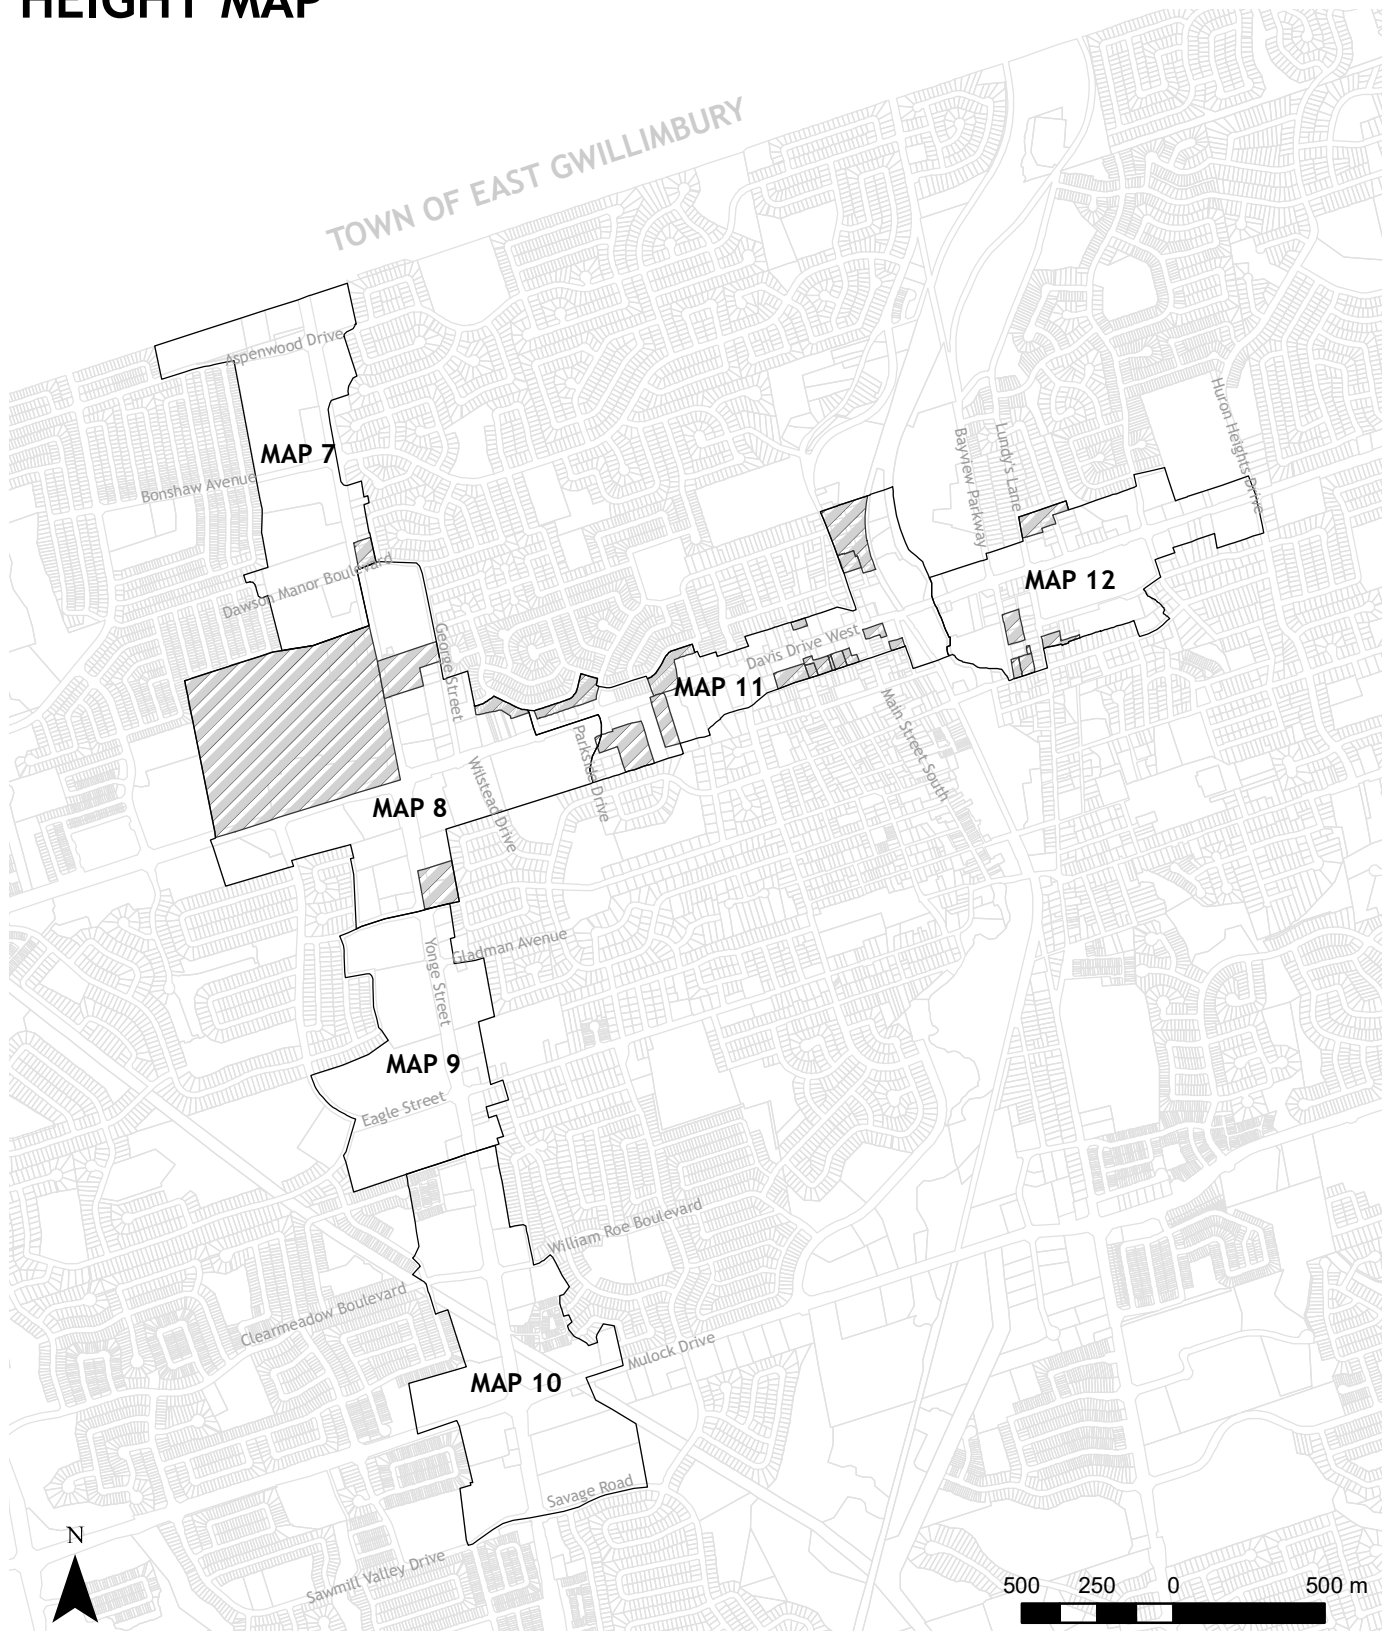 HEIGHT MAP
TOWN OF EAST GWILLIMBURY
Aspenwood Drive
MAP 7
Bonshaw Avenue
Huron Heights Drive
Lundy's Lane
Bayview Parkway
MAP 12
Dawson Manor Boulevard
George Street
Davis Drive West
MAP 11
Main Street South
Parkside Drive
Wilstead Drive
MAP 8
Gladman Avenue
Yonge Street
MAP 9
Eagle Street
William Roe Boulevard
Clearmeadow Boulevard
Mulock Drive
MAP 10
Savage Road
N
Sawmill Valley Drive
500 250 0 500 m